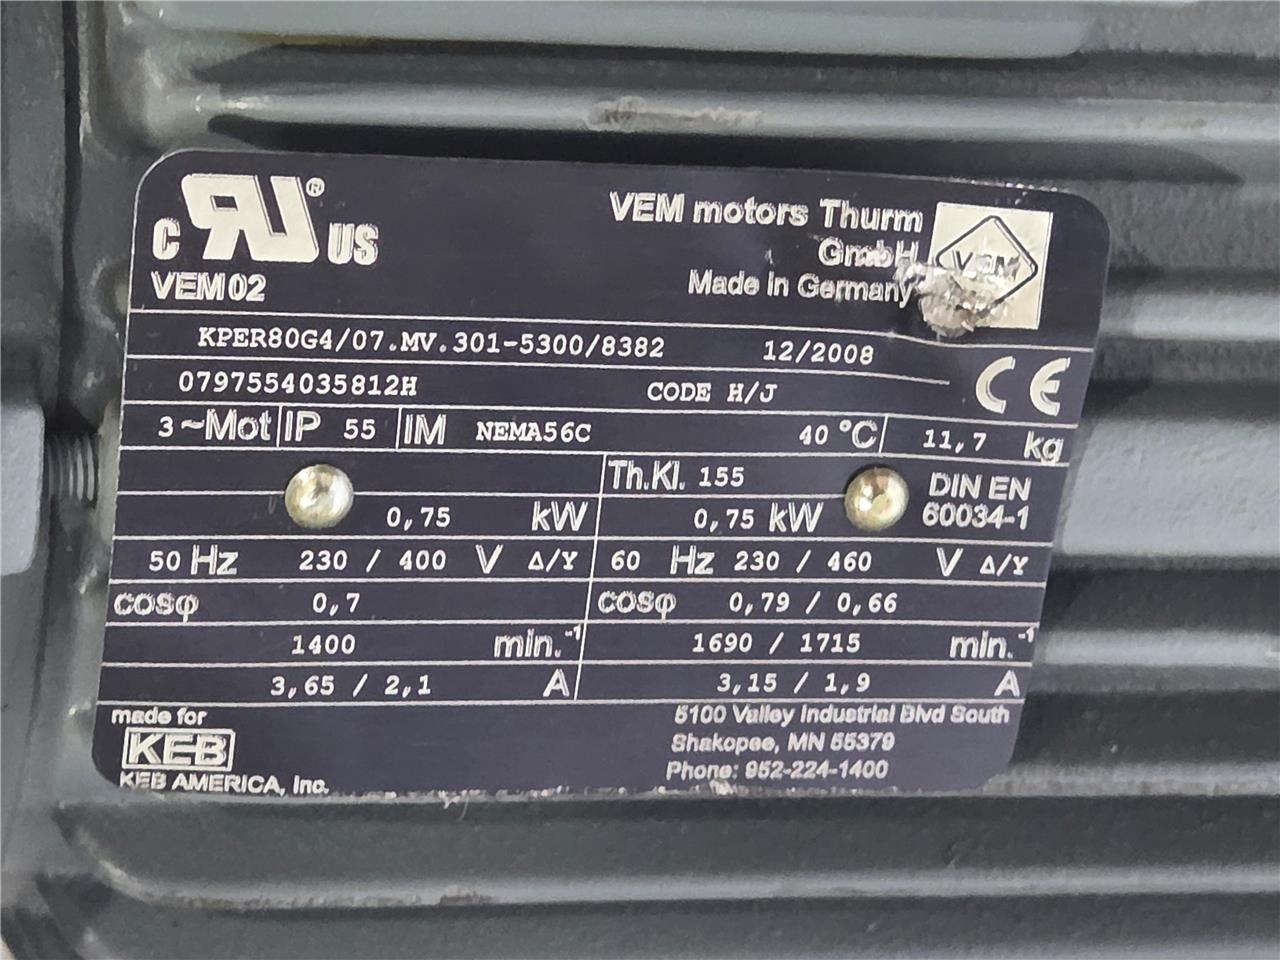 c RU ® US
VEM motors Thurm
GmbH
VEM
VEM 02
Made in Germany
KPER80G4/07.MV.301-5300/8382 12/2008
0797554035812H CODE H/J CE
3~Mot IP 55 IM NEMA56C 40 °C 11,7 kg
Th.Kl. 155 DIN EN
0,75 kW 0,75 kW 60034-1
50 Hz 230 / 400 V Δ/Y 60 Hz 230 / 460 V Δ/Y
cosφ 0,7 cosφ 0,79 / 0,66
1400 min.-1 1690 / 1715 min.-1
3,65 / 2,1 A 3,15 / 1,9 A
made for 5100 Valley Industrial Blvd South
KEB Shakopee, MN 55379
KEB AMERICA, Inc. Phone: 952-224-1400